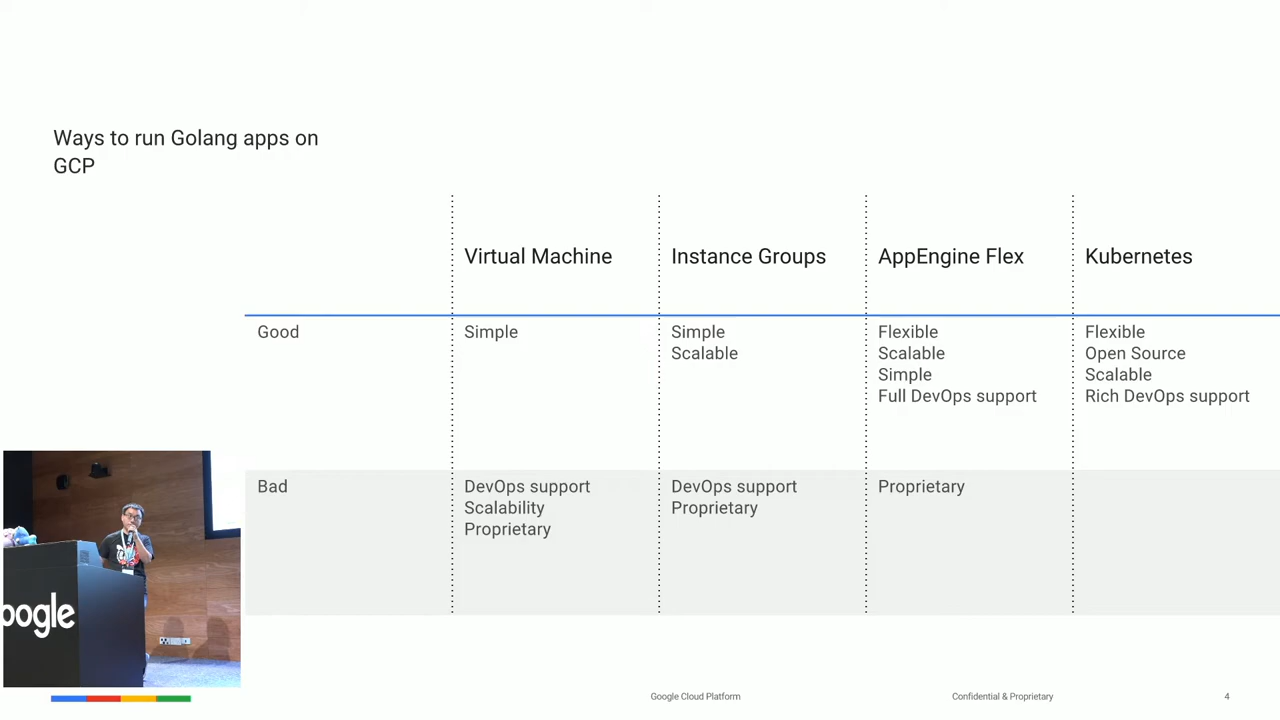 Ways to run Golang apps on
GCP
Virtual Machine
Instance Groups
AppEngine Flex
Kubernetes
Good
Simple
Simple
Scalable
Flexible
Scalable
Simple
Full DevOps support
Flexible
Open Source
Scalable
Rich DevOps support
Bad
DevOps support
Scalability
Proprietary
DevOps support
Proprietary
Proprietary
oogle
Google Cloud Platform
Confidential & Proprietary
4